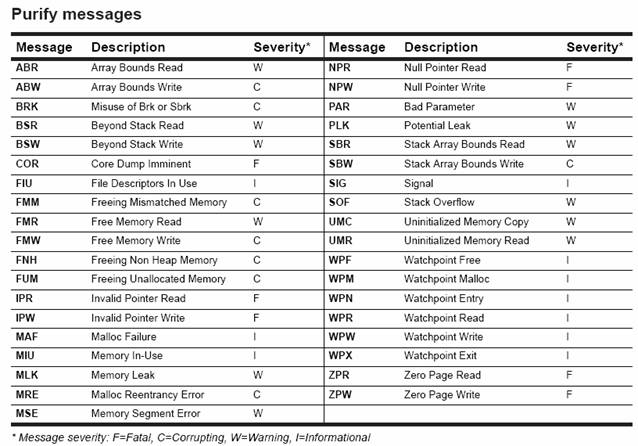 Purify messages
Message Description Severity* Message Description Severity*
ABR Array Bounds Read W NPR Null Pointer Read F
ABW Array Bounds Write C NPW Null Pointer Write F
BRK Misuse of Brk or Sbrk C PAR Bad Parameter W
BSR Beyond Stack Read W PLK Potential Leak W
BSW Beyond Stack Write W SBR Stack Array Bounds Read W
COR Core Dump Imminent F SBW Stack Array Bounds Write C
FIU File Descriptors In Use I SIG Signal I
FMM Freeing Mismatched Memory C SOF Stack Overflow W
FMR Free Memory Read W UMC Uninitialized Memory Copy W
FMW Free Memory Write C UMR Uninitialized Memory Read W
FNH Freeing Non Heap Memory C WPF Watchpoint Free I
FUM Freeing Unallocated Memory C WPM Watchpoint Malloc I
IPR Invalid Pointer Read F WPN Watchpoint Entry I
IPW Invalid Pointer Write F WPR Watchpoint Read I
MAF Malloc Failure I WPW Watchpoint Write I
MIU Memory In-Use I WPX Watchpoint Exit I
MLK Memory Leak W ZPR Zero Page Read F
MRE Malloc Reentrancy Error C ZPW Zero Page Write F
MSE Memory Segment Error W
* Message severity: F=Fatal, C=Corrupting, W=Warning, I=Informational